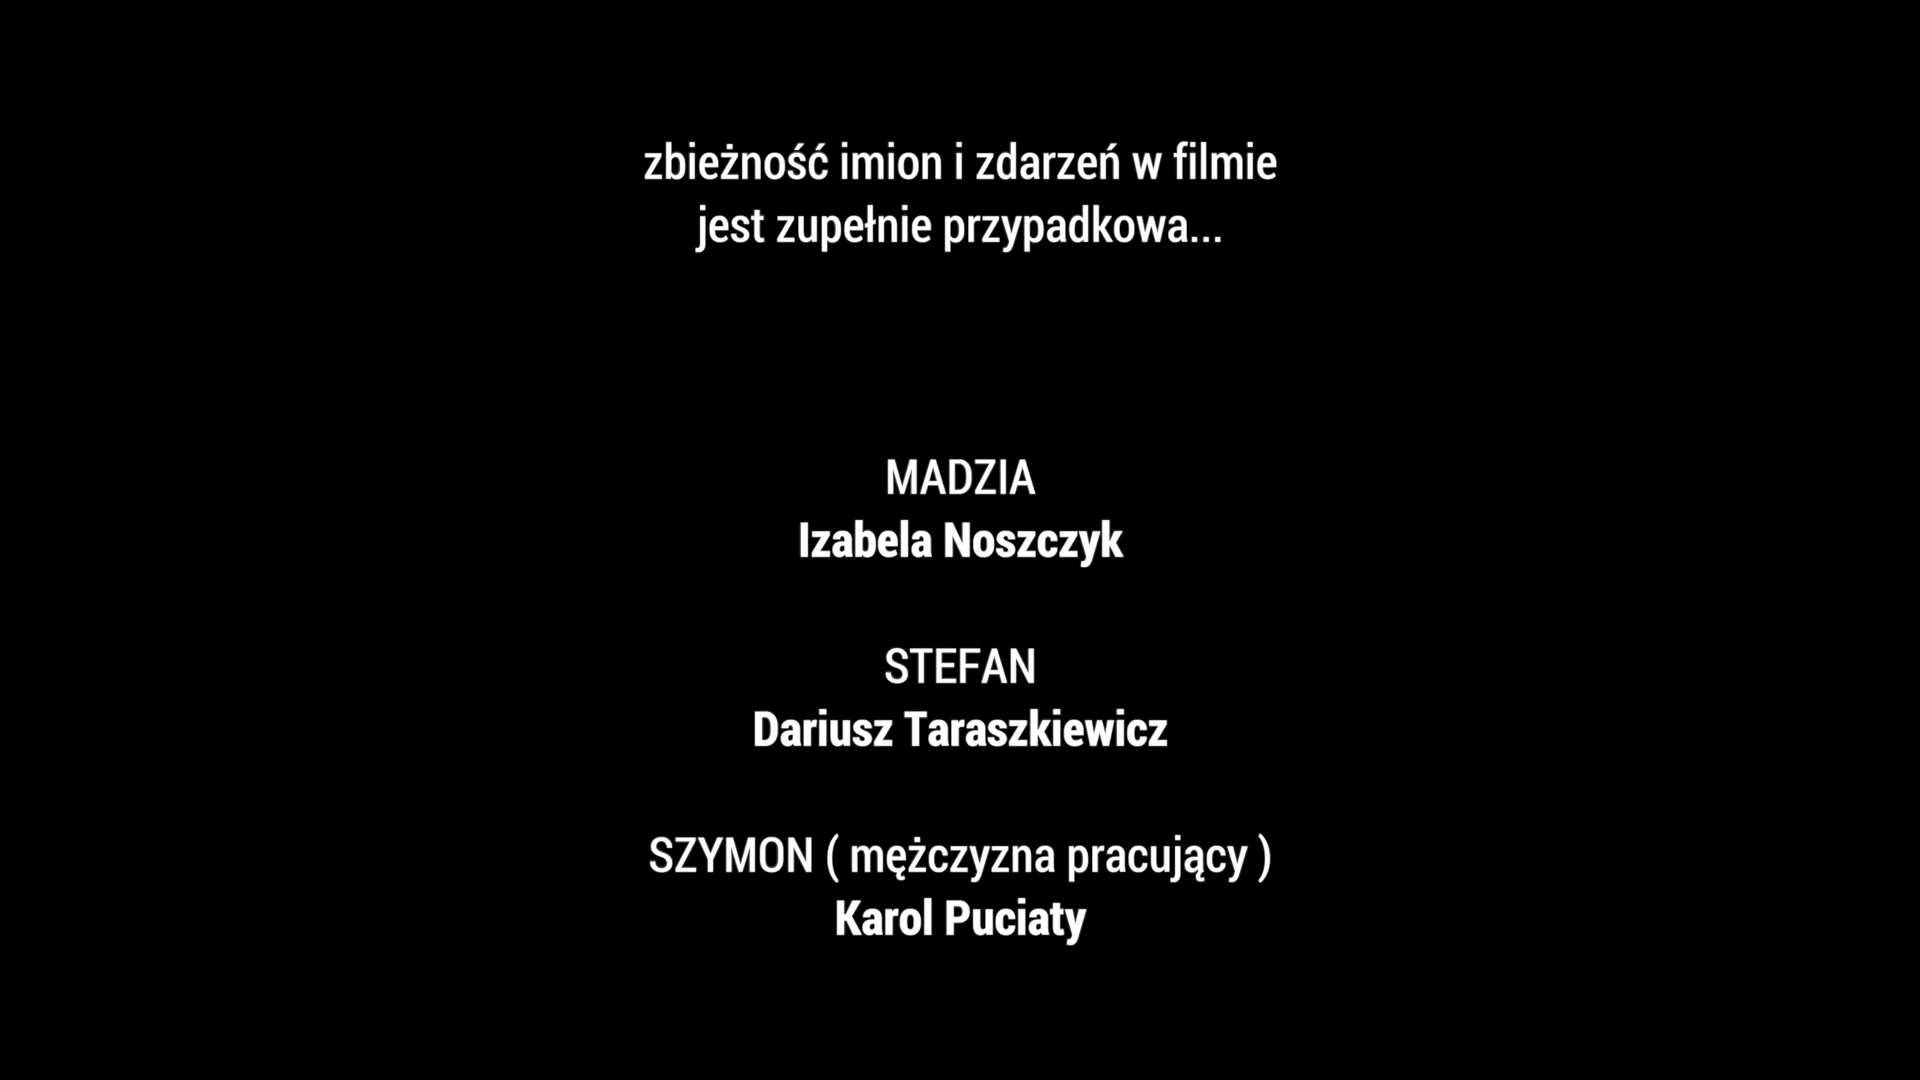 zbieżność imion i zdarzeń w filmie
jest zupełnie przypadkowa...
MADZIA
Izabela Noszczyk
STEFAN
Dariusz Taraszkiewicz
SZYMON ( mężczyzna pracujący )
Karol Puciaty